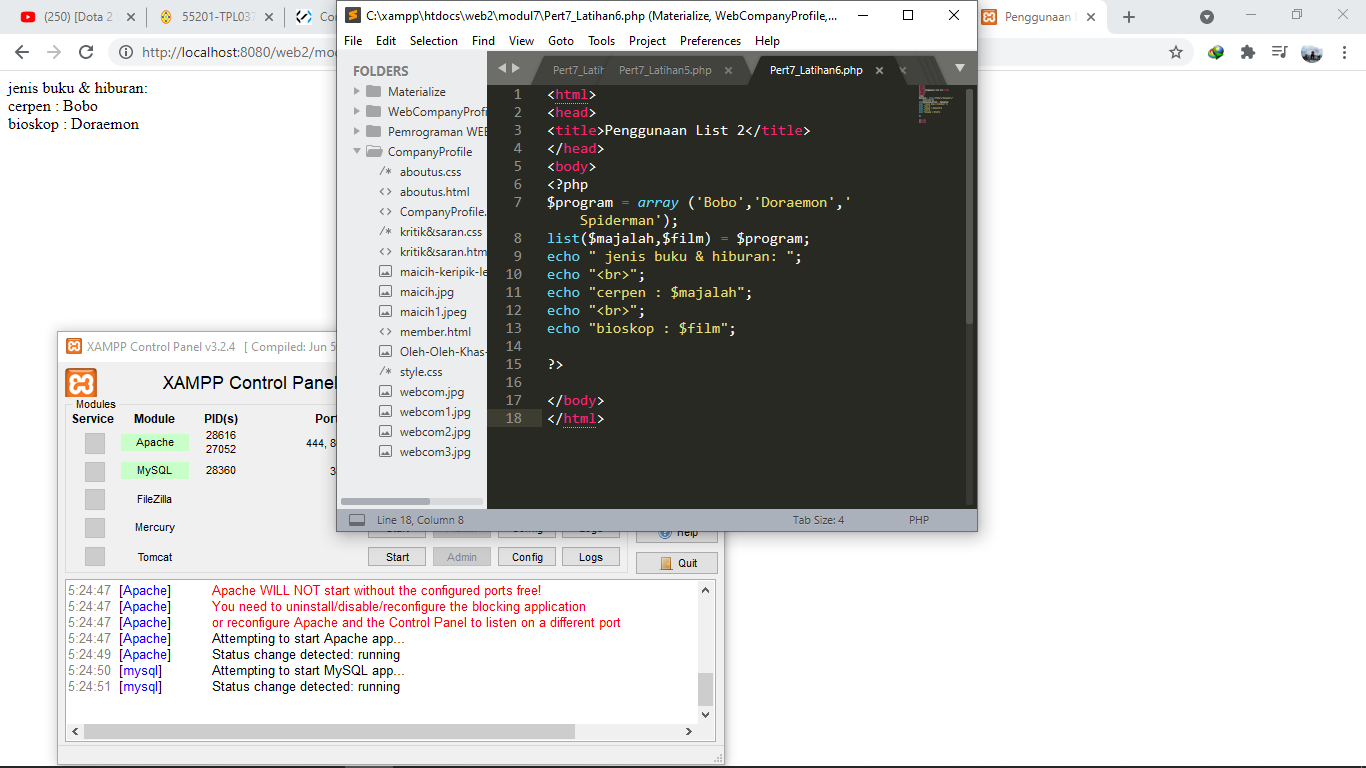 (250) [Dota 2
55201-TPL037
Co
Penggunaan
http://localhost:8080/web2/mo
jenis buku & hiburan:
cerpen : Bobo
bioskop : Doraemon
C:\xampp\htdocs\web2\modul7\Pert7_Latihan6.php (Materialize, WebCompanyProfile,...
File Edit Selection Find View Goto Tools Project Preferences Help
FOLDERS
Materialize
WebCompanyProfi
Pemrograman WEB
CompanyProfile
/* aboutus.css
<> aboutus.html
<> CompanyProfile.
/* kritik&saran.css
<> kritik&saran.htm
maicih-keripik-le
maicih.jpg
maicih1.jpeg
<> member.html
Oleh-Oleh-Khas-
/* style.css
webcom.jpg
webcom1.jpg
webcom2.jpg
webcom3.jpg
Pert7_Latih Pert7_Latihan5.php Pert7_Latihan6.php
1 <html>
2 <head>
3 <title>Penggunaan List 2</title>
4 </head>
5 <body>
6 <?php
7 $program = array ('Bobo','Doraemon','
Spiderman');
8 list($majalah,$film) = $program;
9 echo " jenis buku & hiburan: ";
10 echo "<br>";
11 echo "cerpen : $majalah";
12 echo "<br>";
13 echo "bioskop : $film";
14
15 ?>
16
17 </body>
18 </html>
Line 18, Column 8 Tab Size: 4 PHP
XAMPP Control Panel v3.2.4 [ Compiled: Jun 5
XAMPP Control Panel
Modules
Service Module PID(s) Port
Apache 28616
27052 444, 8
MySQL 28360 3
FileZilla
Mercury
Tomcat Start Admin Config Logs
Help
Quit
5:24:47 [Apache] Apache WILL NOT start without the configured ports free!
5:24:47 [Apache] You need to uninstall/disable/reconfigure the blocking application
5:24:47 [Apache] or reconfigure Apache and the Control Panel to listen on a different port
5:24:47 [Apache] Attempting to start Apache app...
5:24:49 [Apache] Status change detected: running
5:24:50 [mysql] Attempting to start MySQL app...
5:24:51 [mysql] Status change detected: running